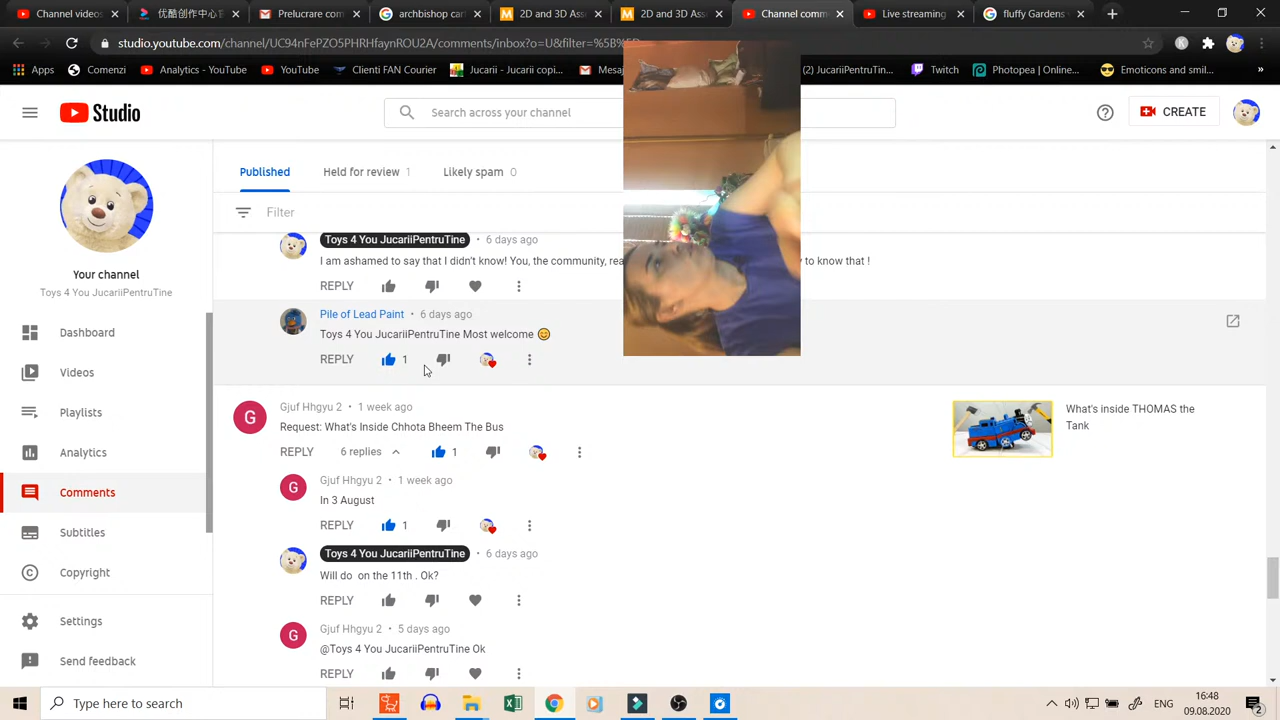 Channel dashboa
优酷创作中心官
Prelucrare com
archshop car
2D and 3D Ass
2D and 3D Ass
Channel comm
Live streaming
fluffy Gardens
studio.youtube.com/channel/UC94nFePZO5PHRHfaynROU2A/comments/inbox?o=U&filter=%5B%5D
Apps
Comenzi
Analytics - YouTube
YouTube
Clienti FAN Courier
Jucarii - Jucarii copi...
Mesaj
(2) JucariiPentruTin...
Twitch
Photopea | Online...
Emoticons and smil...
Studio
Search across your channel
CREATE
Your channel
Toys 4 You JucariiPentruTine
Dashboard
Videos
Playlists
Analytics
Comments
Subtitles
Copyright
Settings
Send feedback
Published
Held for review 1
Likely spam 0
Filter
Toys 4 You JucariiPentruTine • 6 days ago
I am ashamed to say that I didn't know! You, the community, rea
to know that !
REPLY
Pile of Lead Paint • 6 days ago
Toys 4 You JucariiPentruTine Most welcome 😊
REPLY 1
Gjuf Hhgyu 2 • 1 week ago
Request: What's Inside Chhota Bheem The Bus
REPLY 6 replies 1
What's inside THOMAS the
Tank
Gjuf Hhgyu 2 • 1 week ago
In 3 August
REPLY 1
Toys 4 You JucariiPentruTine • 6 days ago
Will do on the 11th . Ok?
REPLY
Gjuf Hhgyu 2 • 5 days ago
@Toys 4 You JucariiPentruTine Ok
REPLY
Type here to search
ENG
16:48
09.08.2020
2